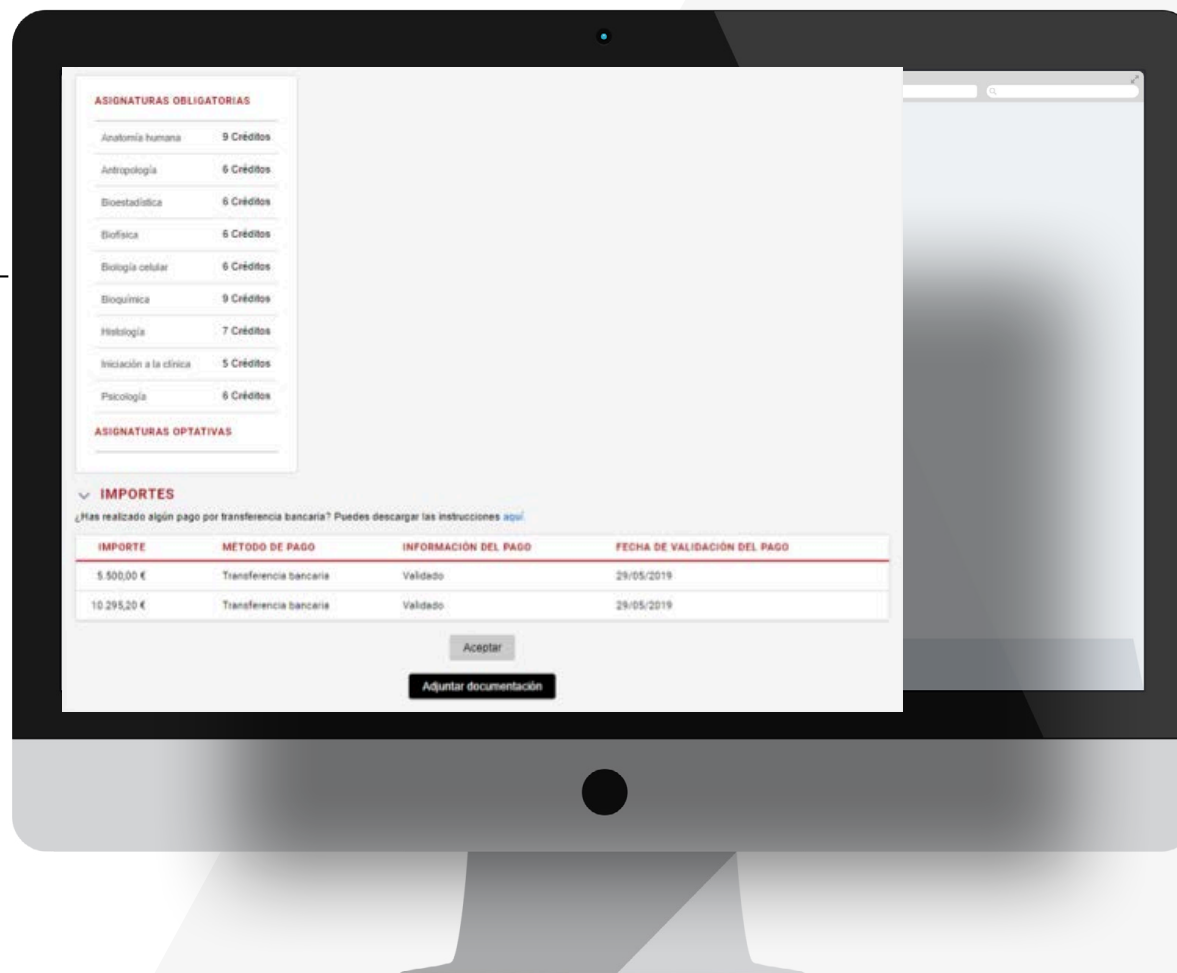 ASIGNATURAS OBLIGATORIAS
Anatomía humana 9 Créditos
Antropología 6 Créditos
Bioestadística 6 Créditos
Biofísica 6 Créditos
Biología celular 6 Créditos
Bioquímica 9 Créditos
Histología 7 Créditos
Iniciación a la clínica 5 Créditos
Psicología 6 Créditos
ASIGNATURAS OPTATIVAS
IMPORTES
¿Has realizado algún pago por transferencia bancaria? Puedes descargar las instrucciones aquí.
IMPORTE MÉTODO DE PAGO INFORMACIÓN DEL PAGO FECHA DE VALIDACIÓN DEL PAGO
5.500,00 € Transferencia bancaria Validado 29/05/2019
10.295,20 € Transferencia bancaria Validado 29/05/2019
Aceptar
Adjuntar documentación